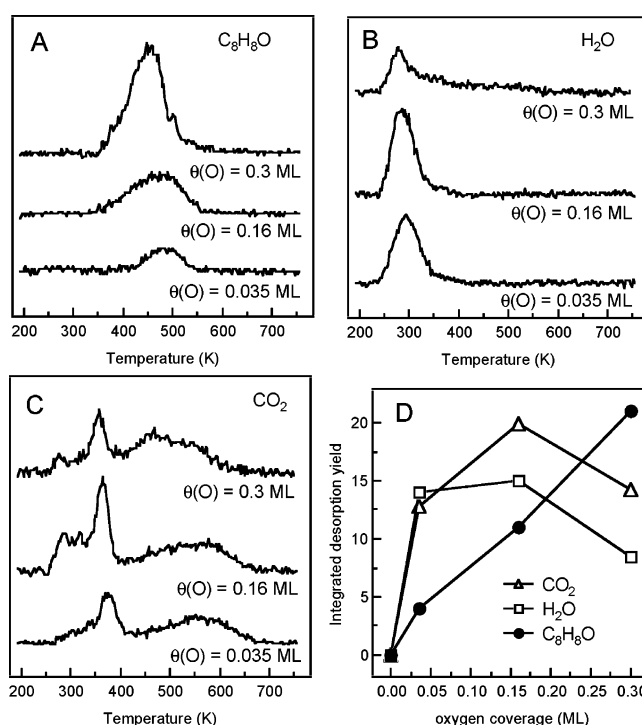 A
C₈H₈O
θ(O) = 0.3 ML
θ(O) = 0.16 ML
θ(O) = 0.035 ML
200 300 400 500 600 700
Temperature (K)
B
H₂O
θ(O) = 0.3 ML
θ(O) = 0.16 ML
θ(O) = 0.035 ML
200 300 400 500 600 700
Temperature (K)
C
CO₂
θ(O) = 0.3 ML
θ(O) = 0.16 ML
θ(O) = 0.035 ML
200 300 400 500 600 700
Temperature (K)
D
Integrated desorption yield
20
15
10
5
0
CO₂
H₂O
C₈H₈O
0.00 0.05 0.10 0.15 0.20 0.25 0.30
oxygen coverage (ML)